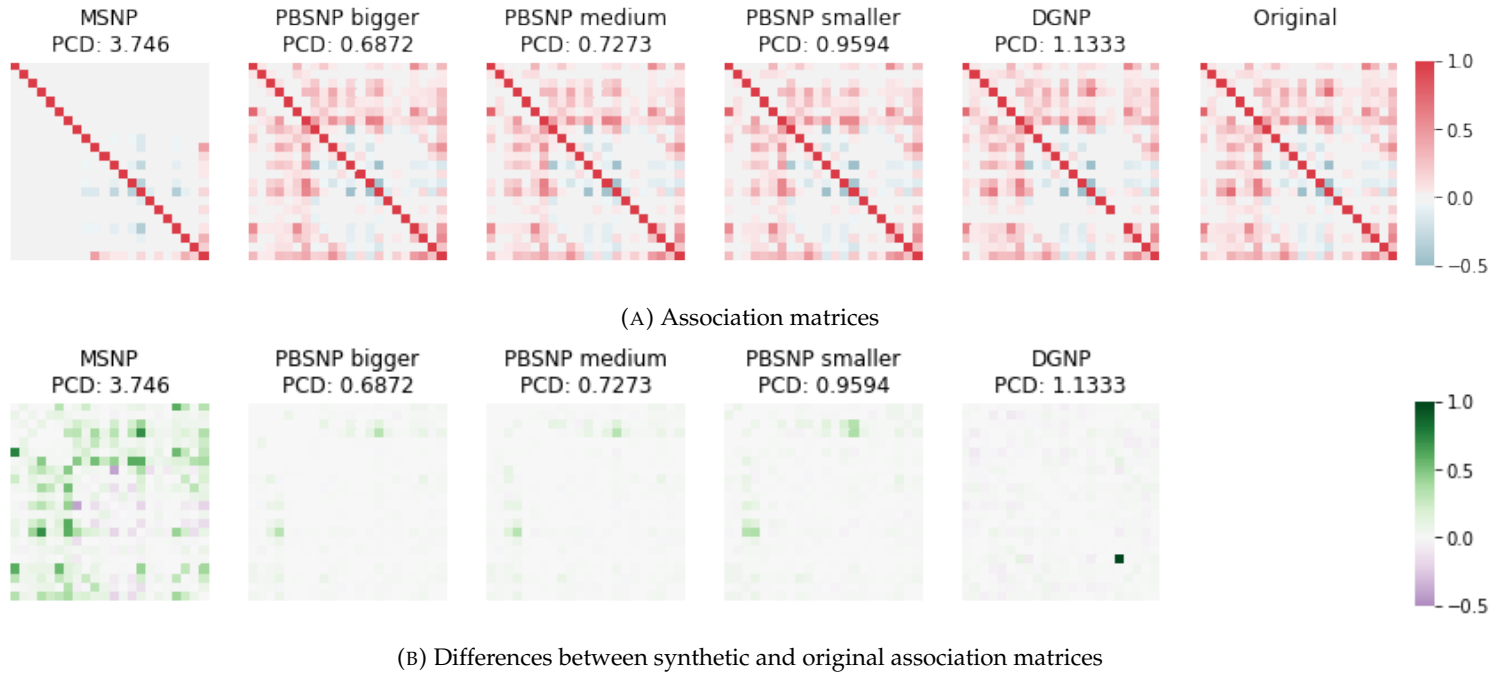 MSNP
PCD: 3.746
PBSNP bigger
PCD: 0.6872
PBSNP medium
PCD: 0.7273
PBSNP smaller
PCD: 0.9594
DGNP
PCD: 1.1333
Original
1.0
0.5
0.0
−0.5
(A) Association matrices
MSNP
PCD: 3.746
PBSNP bigger
PCD: 0.6872
PBSNP medium
PCD: 0.7273
PBSNP smaller
PCD: 0.9594
DGNP
PCD: 1.1333
1.0
0.5
0.0
−0.5
(B) Differences between synthetic and original association matrices